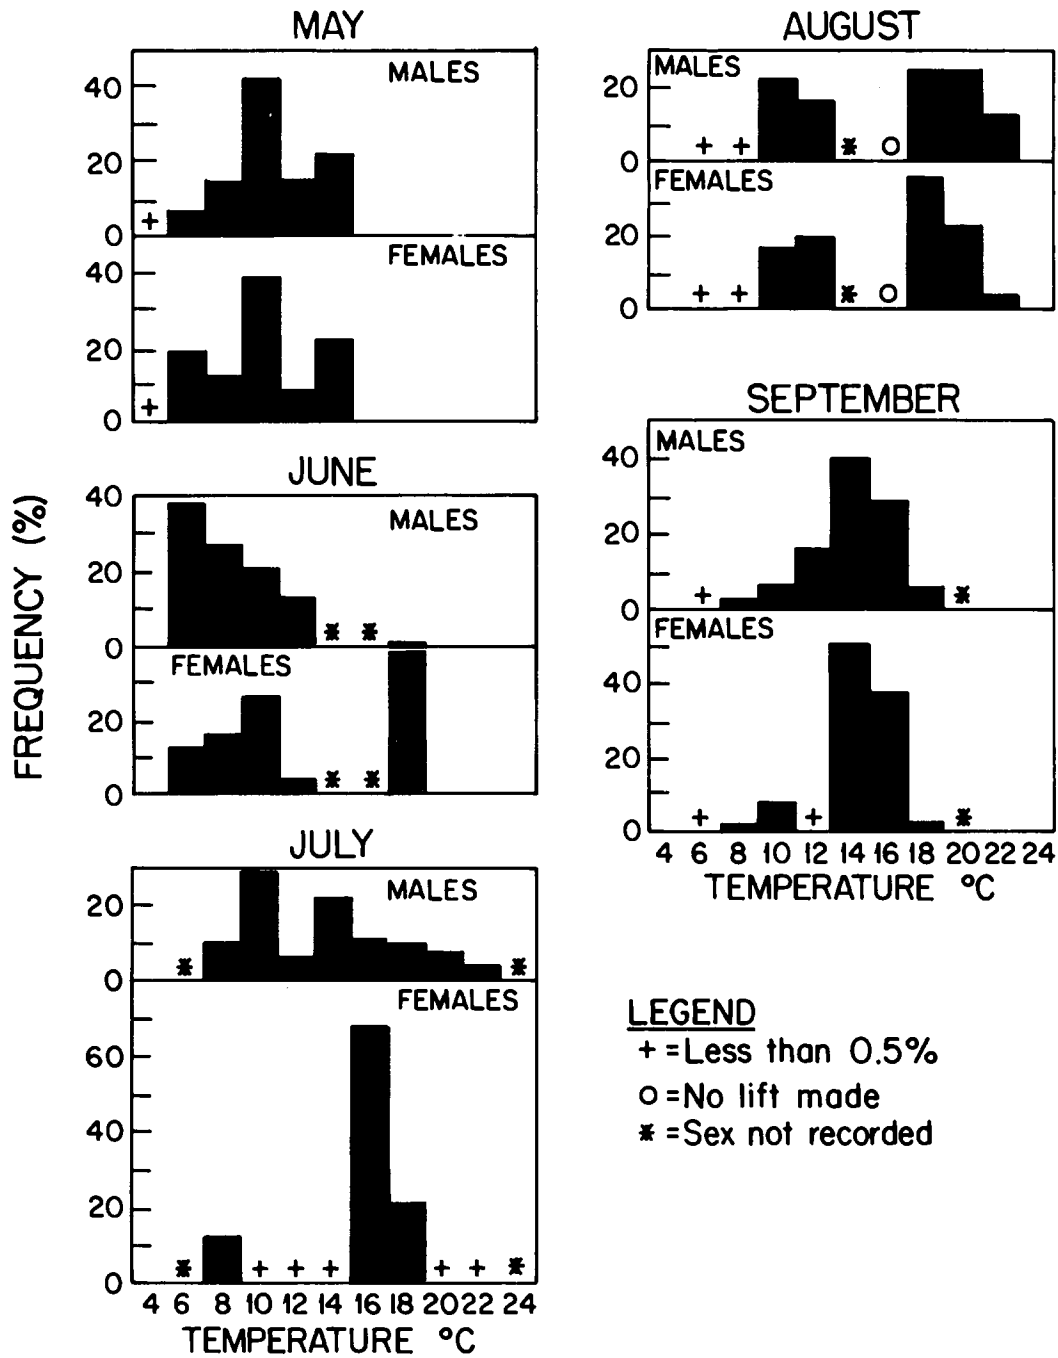 MAY
MALES
40
20
0
+
FEMALES
40
20
0
+
JUNE
40
MALES
20
0
* *
FEMALES
20
0
* *
FREQUENCY (%)
JULY
MALES
20
0
* *
FEMALES
60
40
20
0
* + + + + + *
4 6 8 10 12 14 16 18 20 22 24
TEMPERATURE °C
AUGUST
MALES
20
0
+ + * O
FEMALES
20
0
+ + * O
SEPTEMBER
MALES
40
20
0
+ *
FEMALES
40
20
0
+ + *
4 6 8 10 12 14 16 18 20 22 24
TEMPERATURE °C
LEGEND
+ =Less than 0.5%
O =No lift made
* =Sex not recorded